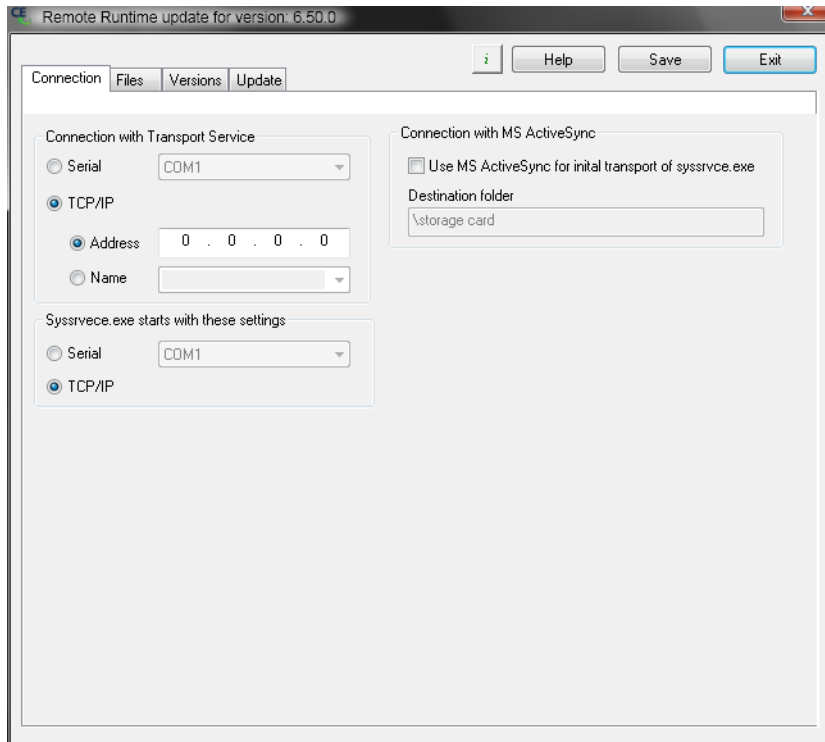 CE Remote Runtime update for version: 6.50.0
i Help Save Exit
Connection Files Versions Update
Connection with Transport Service
Serial COM1
TCP/IP
Address 0 . 0 . 0 . 0
Name
Syssrvece.exe starts with these settings
Serial COM1
TCP/IP
Connection with MS ActiveSync
Use MS ActiveSync for inital transport of syssrvce.exe
Destination folder
\storage card